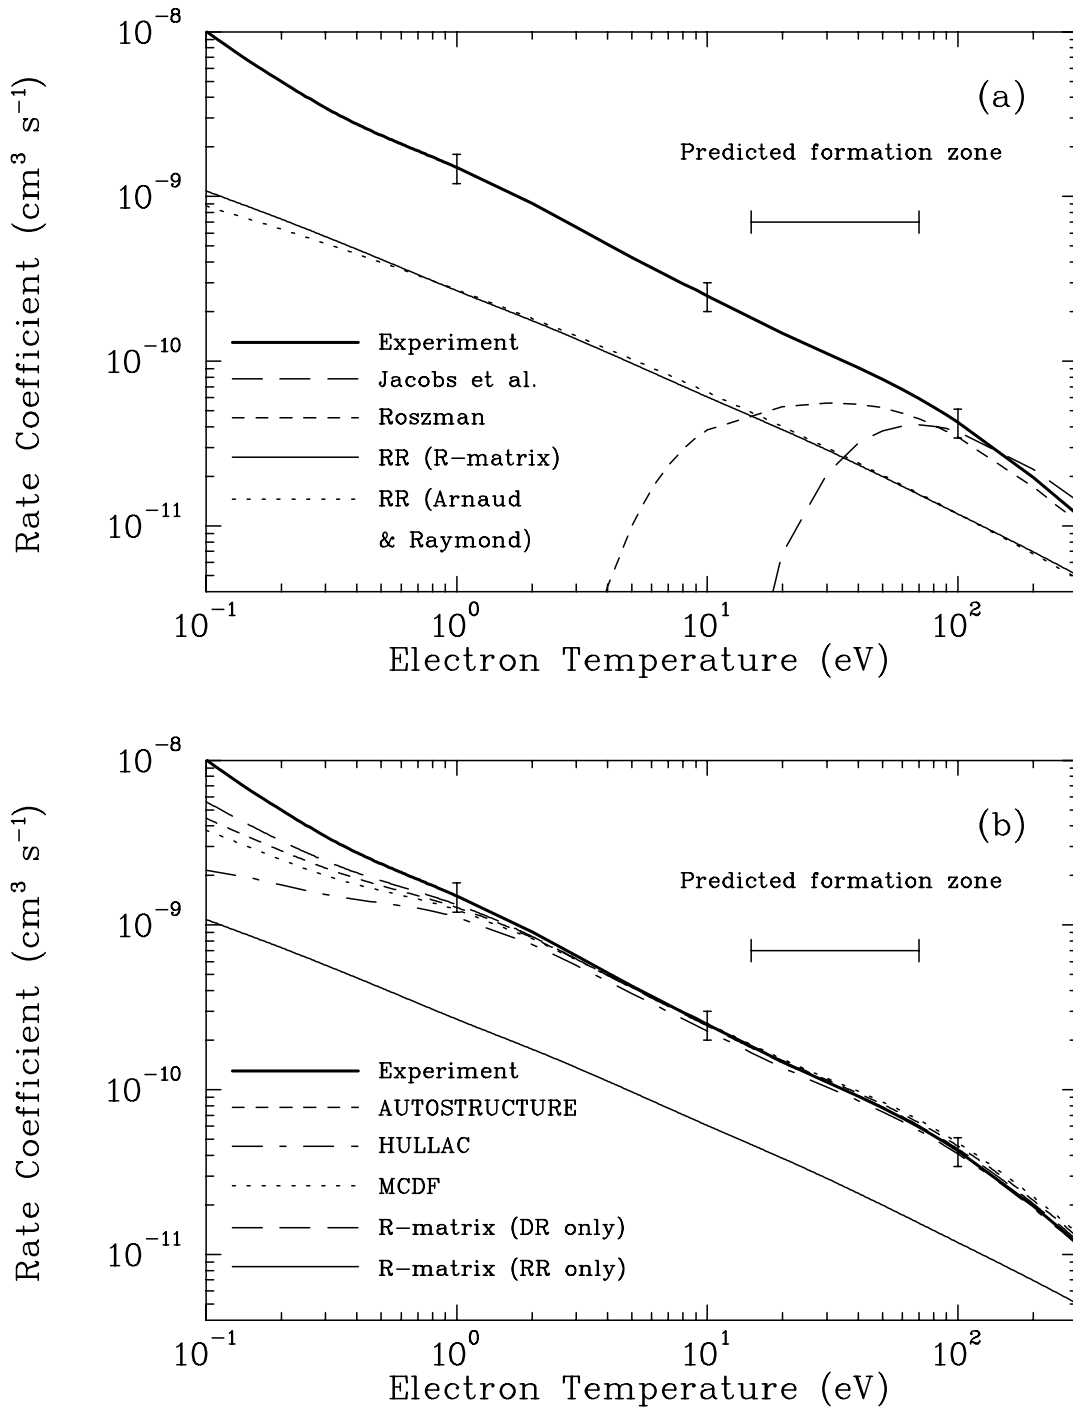 10⁻⁸
(a)
Predicted formation zone
10⁻⁹
Rate Coefficient (cm³ s⁻¹)
Experiment
10⁻¹⁰
Jacobs et al.
Roszman
RR (R-matrix)
RR (Arnaud
& Raymond)
10⁻¹¹
10⁻¹ 10⁰ 10¹ 10²
Electron Temperature (eV)
10⁻⁸
(b)
Predicted formation zone
10⁻⁹
Rate Coefficient (cm³ s⁻¹)
Experiment
10⁻¹⁰
AUTOSTRUCTURE
HULLAC
MCDF
R-matrix (DR only)
10⁻¹¹
R-matrix (RR only)
10⁻¹ 10⁰ 10¹ 10²
Electron Temperature (eV)